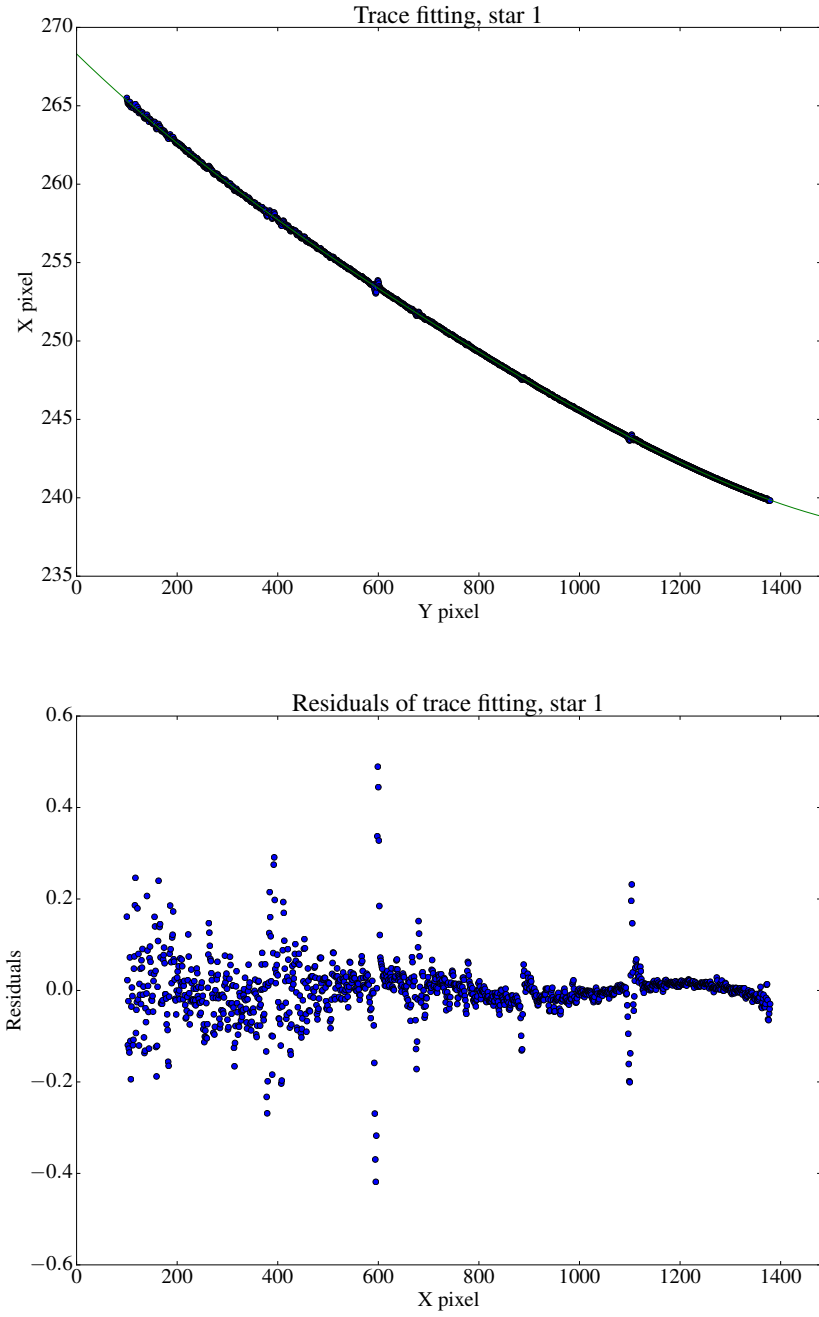 Trace fitting, star 1
270
265
260
255
250
245
240
235
X pixel
0 200 400 600 800 1000 1200 1400
Y pixel
Residuals of trace fitting, star 1
0.6
0.4
0.2
0.0
−0.2
−0.4
−0.6
Residuals
0 200 400 600 800 1000 1200 1400
X pixel